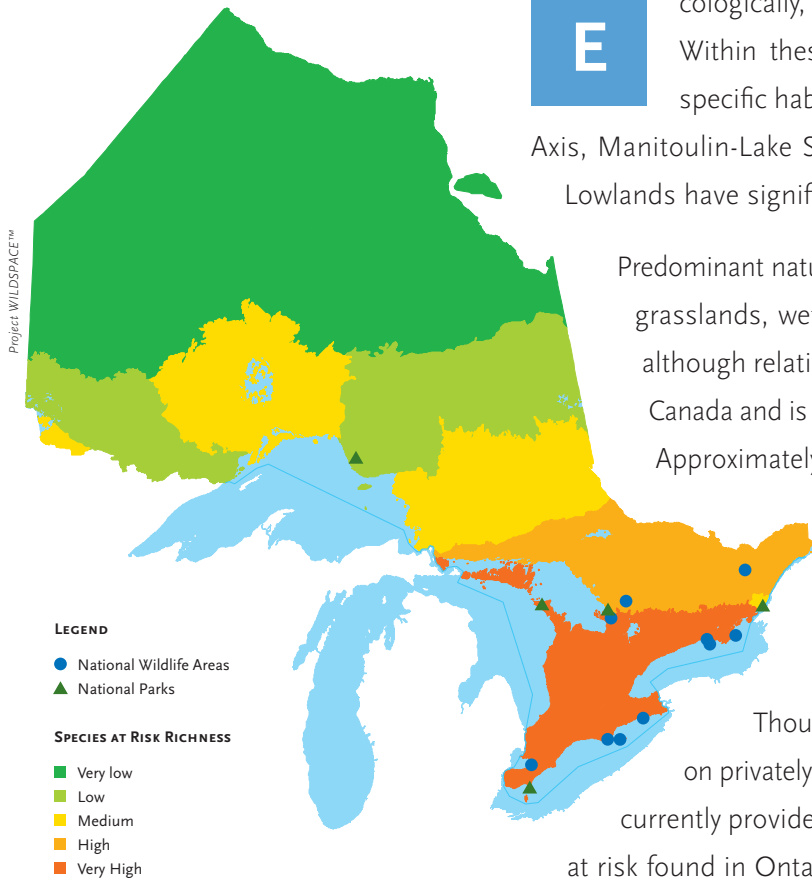 E
cologically,
Within thes
specific hab
Axis, Manitoulin-Lake S
Lowlands have signif
Predominant natu
grasslands, we
although relati
Canada and is
Approximately
Project WILDSPACE™
Legend
National Wildlife Areas
National Parks
Species at Risk Richness
Very low
Low
Medium
High
Very High
Thou
on privately
currently provide
at risk found in Onta